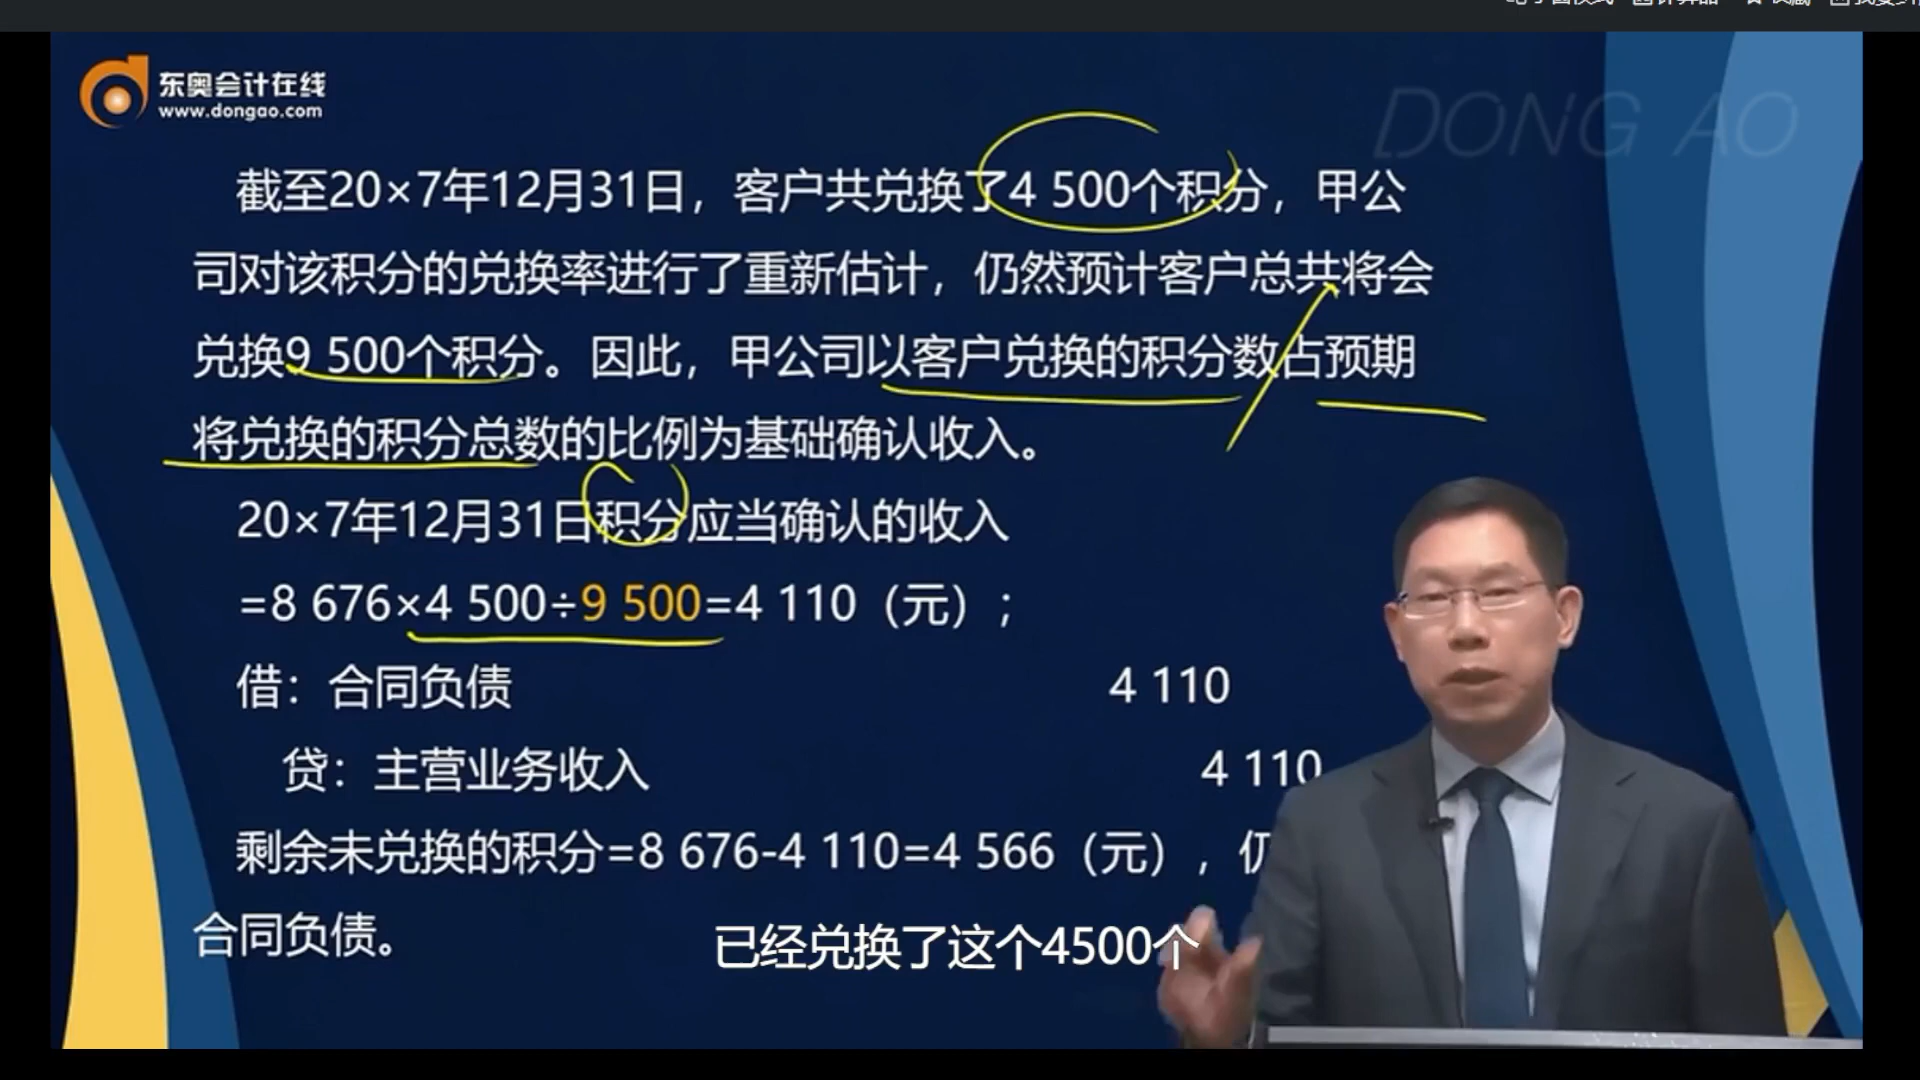 东奥会计在线
www.dongao.com
DONG AO
截至20×7年12月31日，客户共兑换了4 500个积分，甲公
司对该积分的兑换率进行了重新估计，仍然预计客户总共将会
兑换9 500个积分。因此，甲公司以客户兑换的积分数占预期
将兑换的积分总数的比例为基础确认收入。
20×7年12月31日积分应当确认的收入
=8 676×4 500÷9 500=4 110（元）；
借：合同负债 4 110
贷：主营业务收入 4 110
剩余未兑换的积分=8 676-4 110=4 566（元），仍
合同负债。
已经兑换了这个4500个